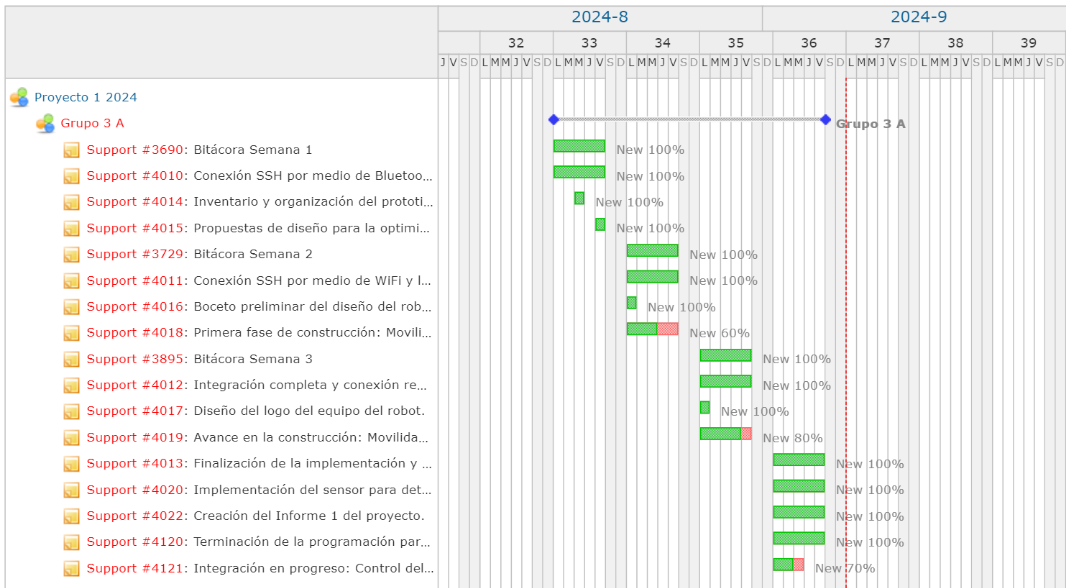 2024-8 2024-9
32 33 34 35 36 37 38 39
J V S D L M M J V S D L M M J V S D L M M J V S D L M M J V S D L M M J V S D L M M J V S D L M M J V S D L M M J V S D
Proyecto 1 2024
Grupo 3 A Grupo 3 A
Support #3690: Bitácora Semana 1 New 100%
Support #4010: Conexión SSH por medio de Bluetoo... New 100%
Support #4014: Inventario y organización del prototi... New 100%
Support #4015: Propuestas de diseño para la optimi... New 100%
Support #3729: Bitácora Semana 2 New 100%
Support #4011: Conexión SSH por medio de WiFi y l... New 100%
Support #4016: Boceto preliminar del diseño del rob... New 100%
Support #4018: Primera fase de construcción: Movili... New 60%
Support #3895: Bitácora Semana 3 New 100%
Support #4012: Integración completa y conexión re... New 100%
Support #4017: Diseño del logo del equipo del robot. New 100%
Support #4019: Avance en la construcción: Movilida... New 80%
Support #4013: Finalización de la implementación y ... New 100%
Support #4020: Implementación del sensor para det... New 100%
Support #4022: Creación del Informe 1 del proyecto. New 100%
Support #4120: Terminación de la programación par... New 100%
Support #4121: Integración en progreso: Control del... New 70%